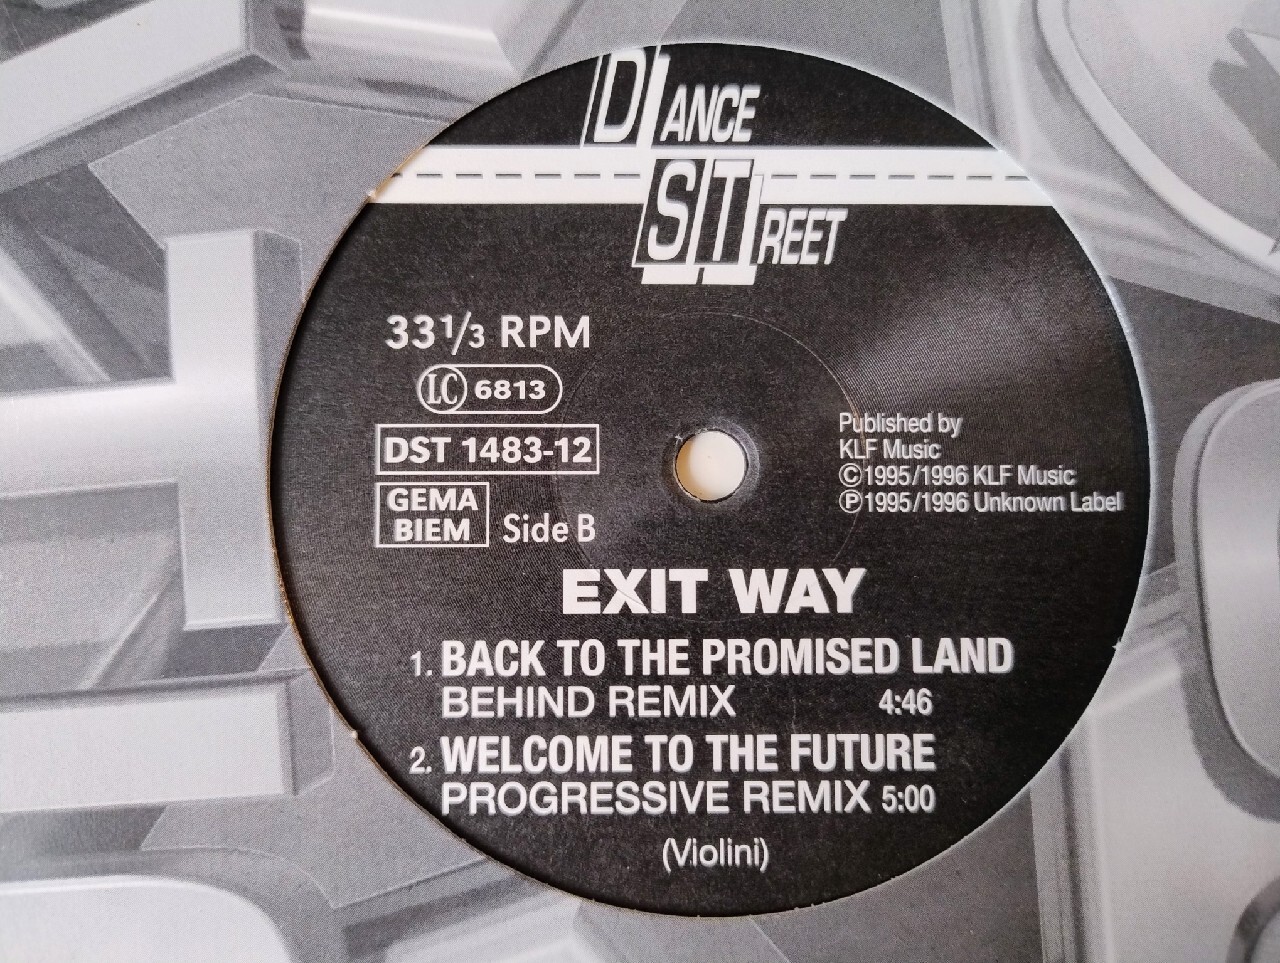 DANCE
STREET
33 1/3 RPM
LC 6813
DST 1483-12
GEMA
BIEM
Side B
Published by
KLF Music
©1995/1996 KLF Music
℗1995/1996 Unknown Label
EXIT WAY
1. BACK TO THE PROMISED LAND
BEHIND REMIX 4:46
2. WELCOME TO THE FUTURE
PROGRESSIVE REMIX 5:00
(Violini)